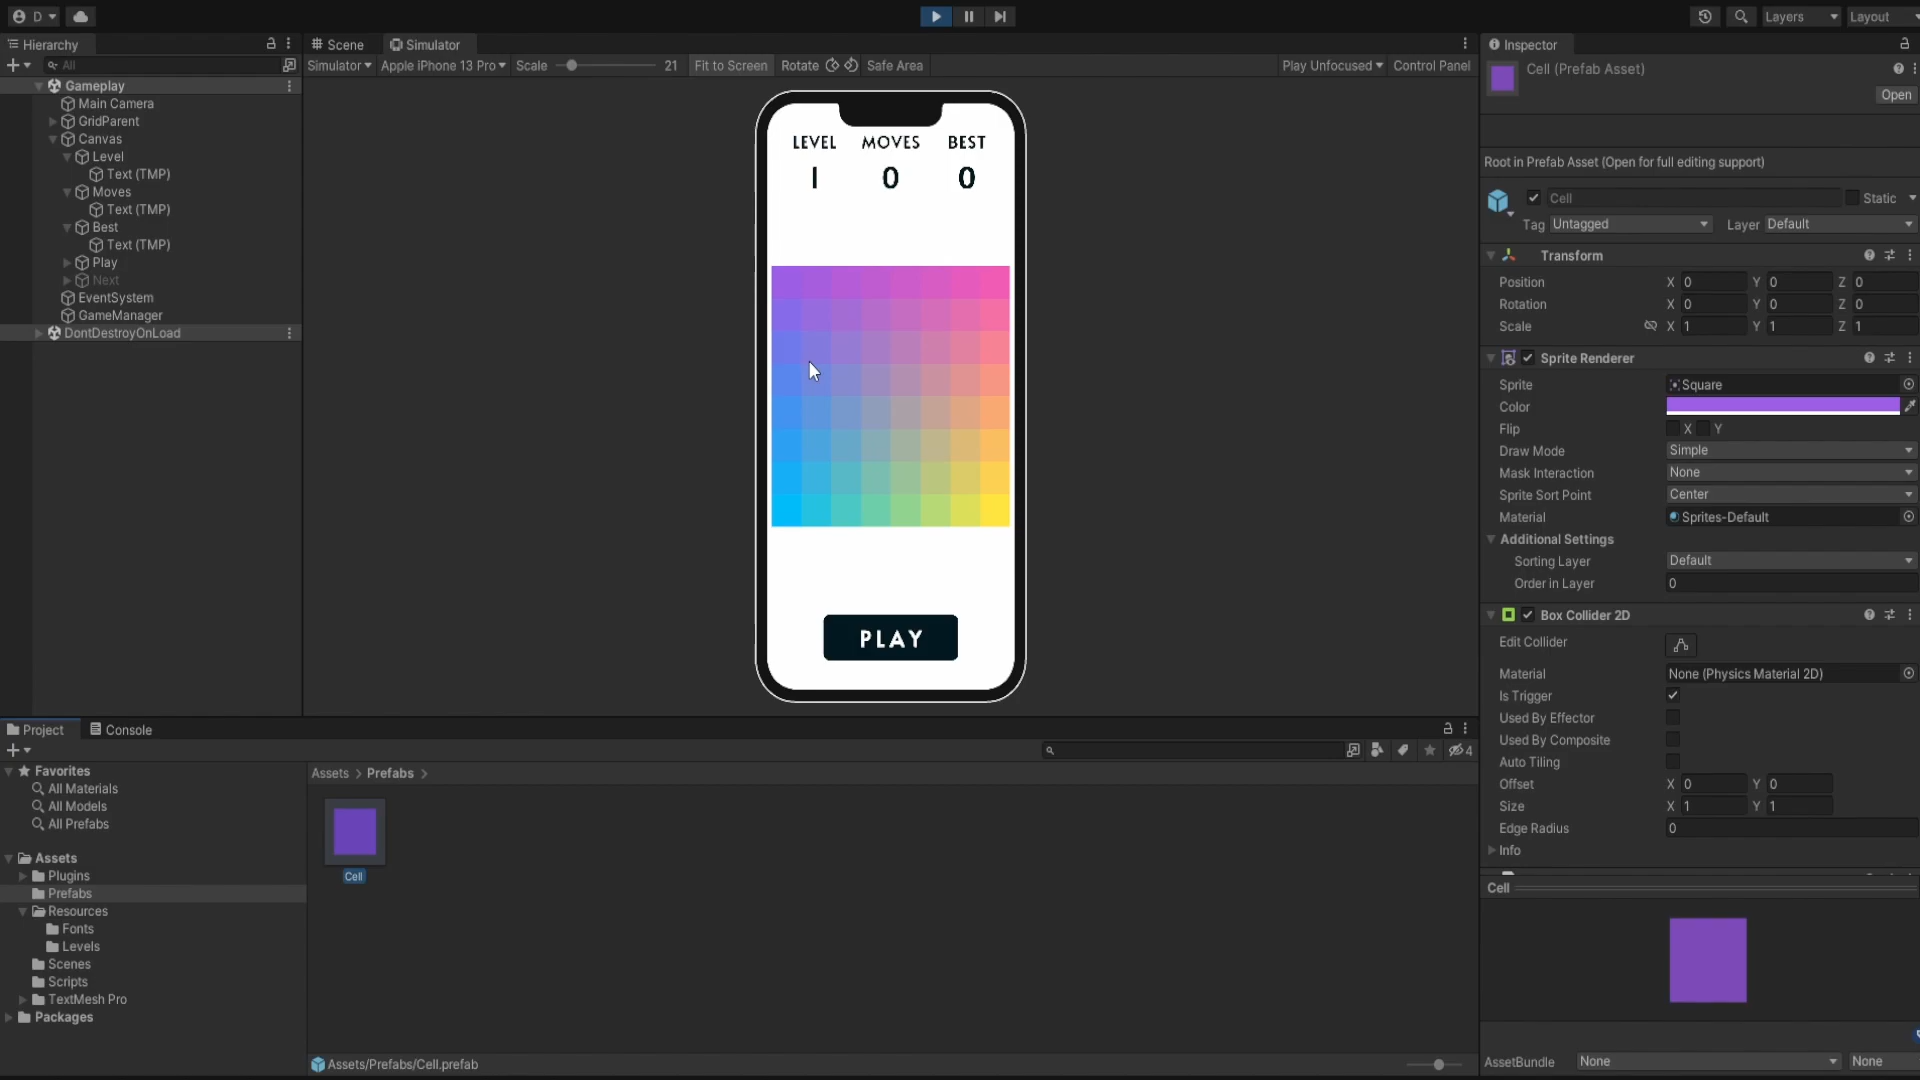 D
Layers
Layout
Hierarchy
All
Gameplay
Main Camera
GridParent
Canvas
Level
Text (TMP)
Moves
Text (TMP)
Best
Text (TMP)
Play
Next
EventSystem
GameManager
DontDestroyOnLoad
Scene
Simulator
Simulator
Apple iPhone 13 Pro
Scale
21
Fit to Screen
Rotate
Safe Area
Play Unfocused
Control Panel
LEVEL MOVES BEST
1 0 0
PLAY
Inspector
Cell (Prefab Asset)
Open
Root in Prefab Asset (Open for full editing support)
Cell
Static
Tag Untagged
Layer Default
Transform
Position X 0 Y 0 Z 0
Rotation X 0 Y 0 Z 0
Scale X 1 Y 1 Z 1
Sprite Renderer
Sprite Square
Color
Flip X Y
Draw Mode Simple
Mask Interaction None
Sprite Sort Point Center
Material Sprites-Default
Additional Settings
Sorting Layer Default
Order in Layer 0
Box Collider 2D
Edit Collider
Material None (Physics Material 2D)
Is Trigger
Used By Effector
Used By Composite
Auto Tiling
Offset X 0 Y 0
Size X 1 Y 1
Edge Radius 0
Info
Cell
AssetBundle None None
Project
Console
4
Favorites
All Materials
All Models
All Prefabs
Assets
Plugins
Prefabs
Resources
Fonts
Levels
Scenes
Scripts
TextMesh Pro
Packages
Assets > Prefabs >
Cell
Assets/Prefabs/Cell.prefab